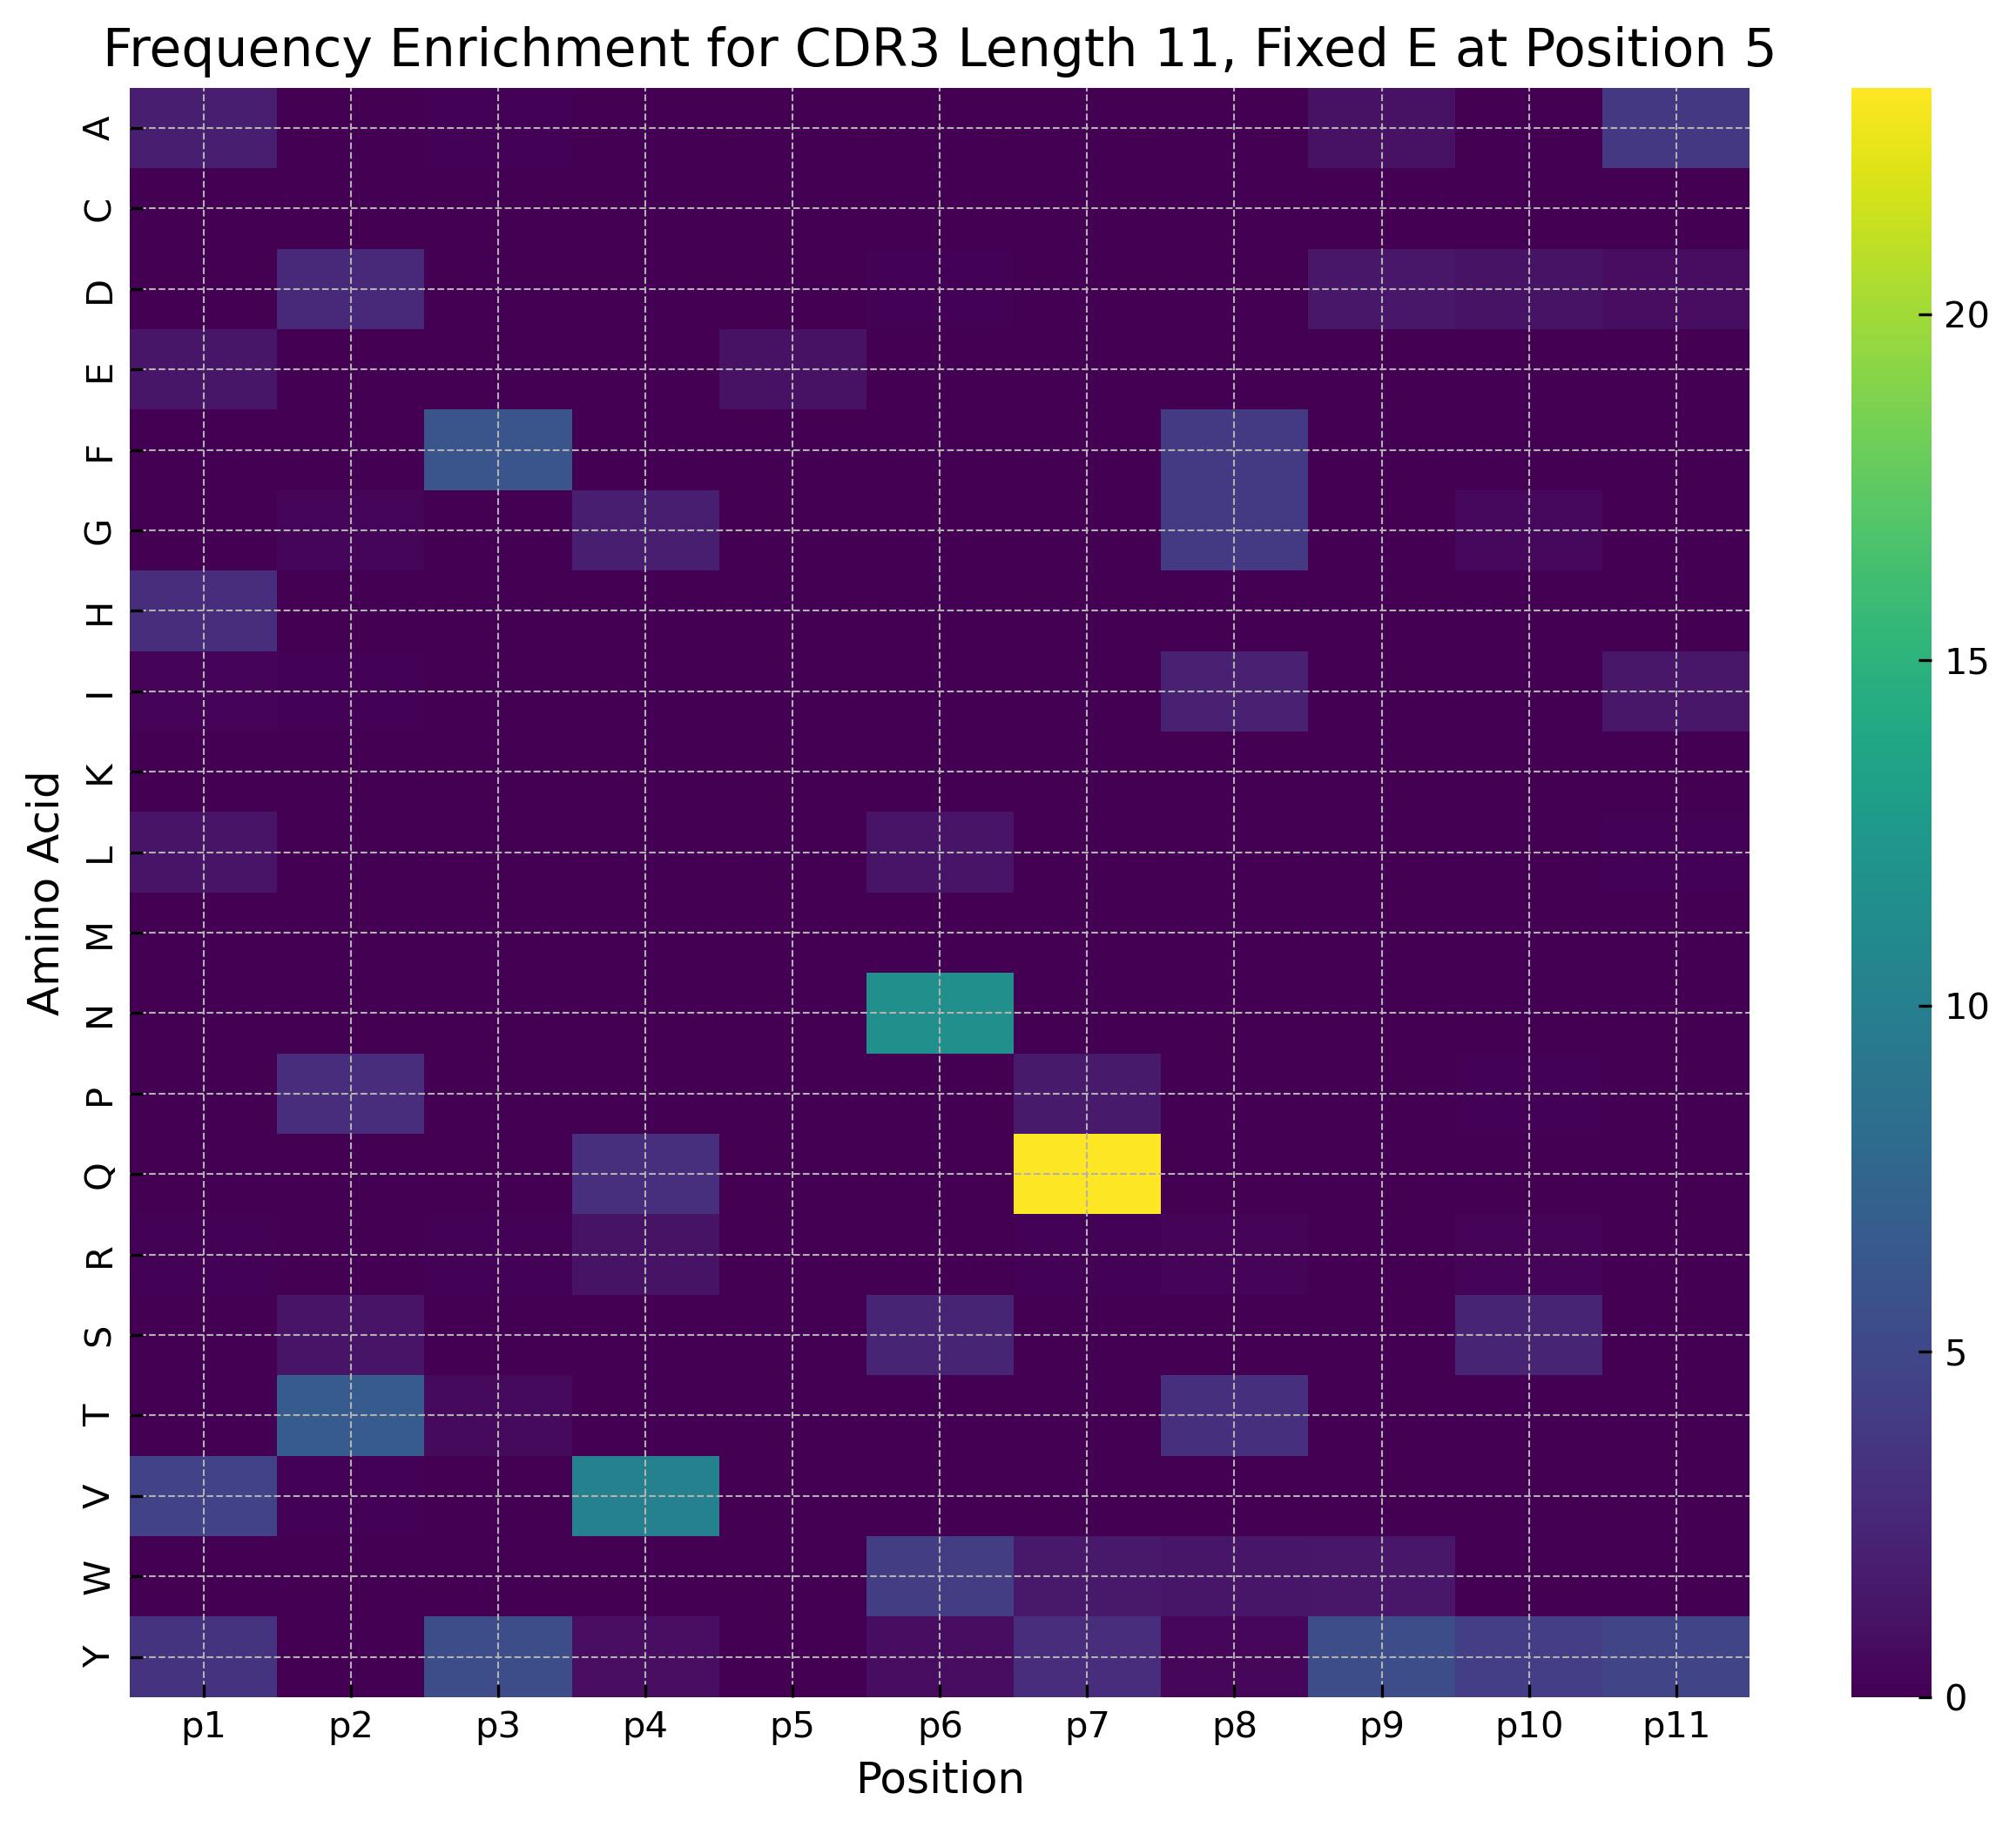 Frequency Enrichment for CDR3 Length 11, Fixed E at Position 5
Amino Acid
A
C
D
E
F
G
H
I
K
L
M
N
P
Q
R
S
T
V
W
Y
p1 p2 p3 p4 p5 p6 p7 p8 p9 p10 p11
Position
20
15
10
5
0